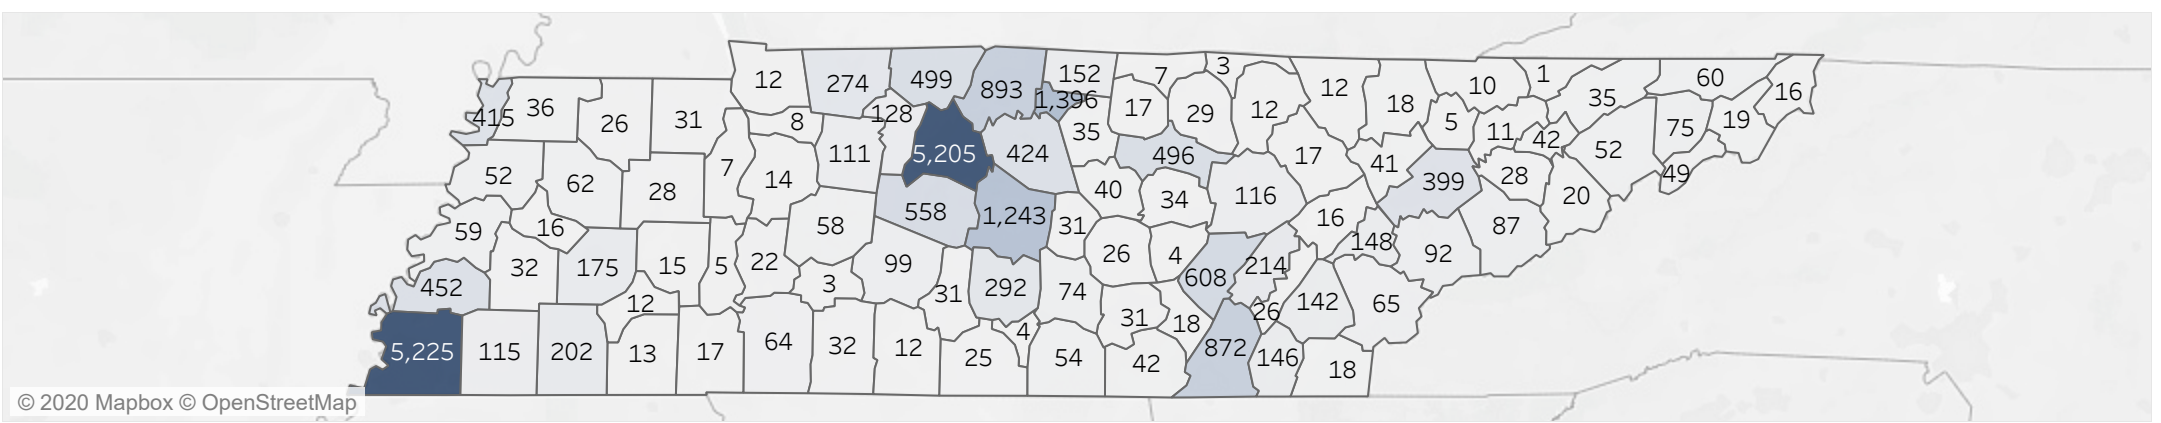 12 274 499 893 152 7 3 12 10 1 60 16
415 36 26 31 8 128 1,396 17 29 12 18 35
5,205 424 35 5 11 42 75 19
111 496 17 41 52
52 62 28 7 14 40 34 116 399 28 20 49
59 16 58 558 1,243 31 16 87
32 175 15 5 22 99 26 4 148 92
452 12 3 31 292 74 608 214 142 65
5,225 115 202 13 17 64 32 12 25 4 54 31 18 26
42 872 146 18
© 2020 Mapbox © OpenStreetMap